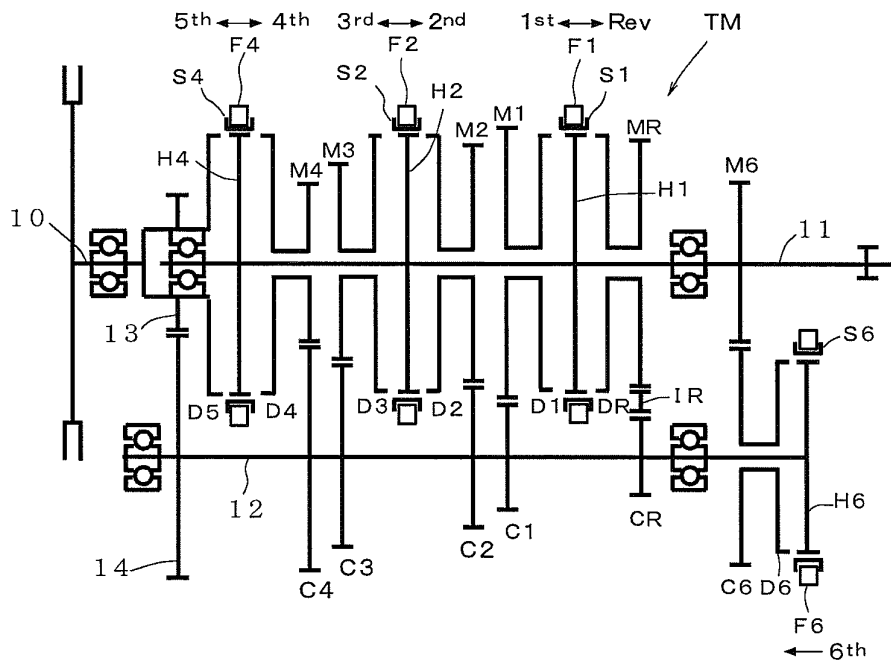 5th ↔ 4th 3rd ↔ 2nd 1st ↔ Rev TM
F4 F2 F1
S4 S2 H2 S1
M1
M2 MR
M3
H4 M4 H1 M6
10 11
13 S6
D5 D4 D3 D2 D1 DR IR
12 H6
C1 CR
C2
14 C4 C3 C6 D6
F6
← 6th